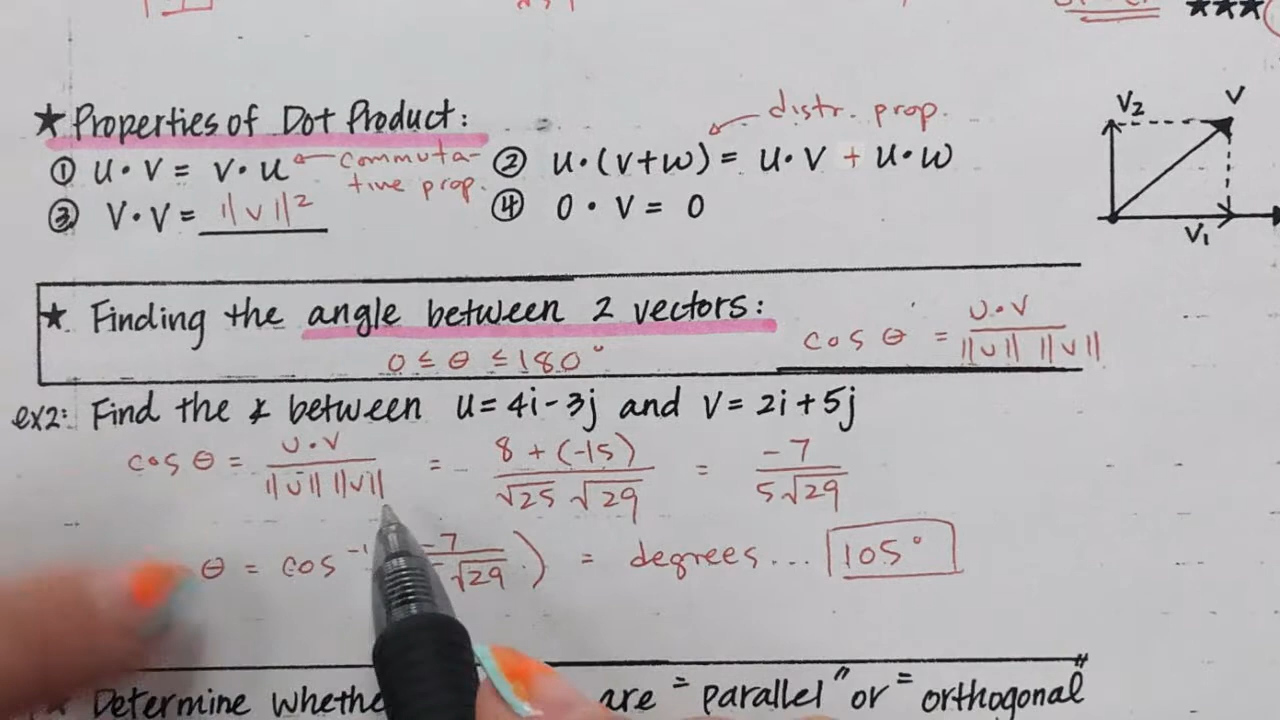 ★★★
★ Properties of Dot Product:
① u·v = v·u ← commuta-tive prop.
② u·(v+w) = u·v + u·w ← distr. prop.
③ v·v = ||v||²
④ 0·v = 0
V₂ V
V₁
★ Finding the angle between 2 vectors:
0 ≤ θ ≤ 180°
cos θ = u·v / ||u|| ||v||
ex2: Find the ∡ between u = 4i - 3j and v = 2i + 5j
cos θ = u·v / ||u|| ||v|| = 8 + (-15) / √25 √29 = -7 / 5√29
θ = cos⁻¹ -7 / √29 ) = degrees... 105°
Determine whethe are "parallel" or "orthogonal"